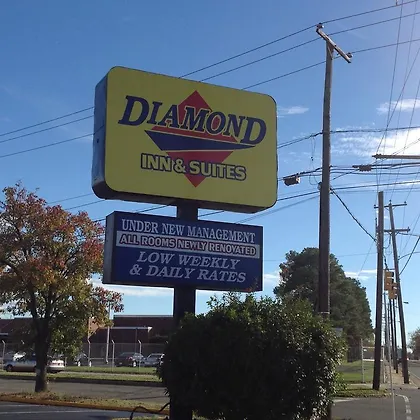 DIAMOND
INN & SUITES
UNDER NEW MANAGEMENT
ALL ROOMS NEWLY RENOVATED
LOW WEEKLY
& DAILY RATES